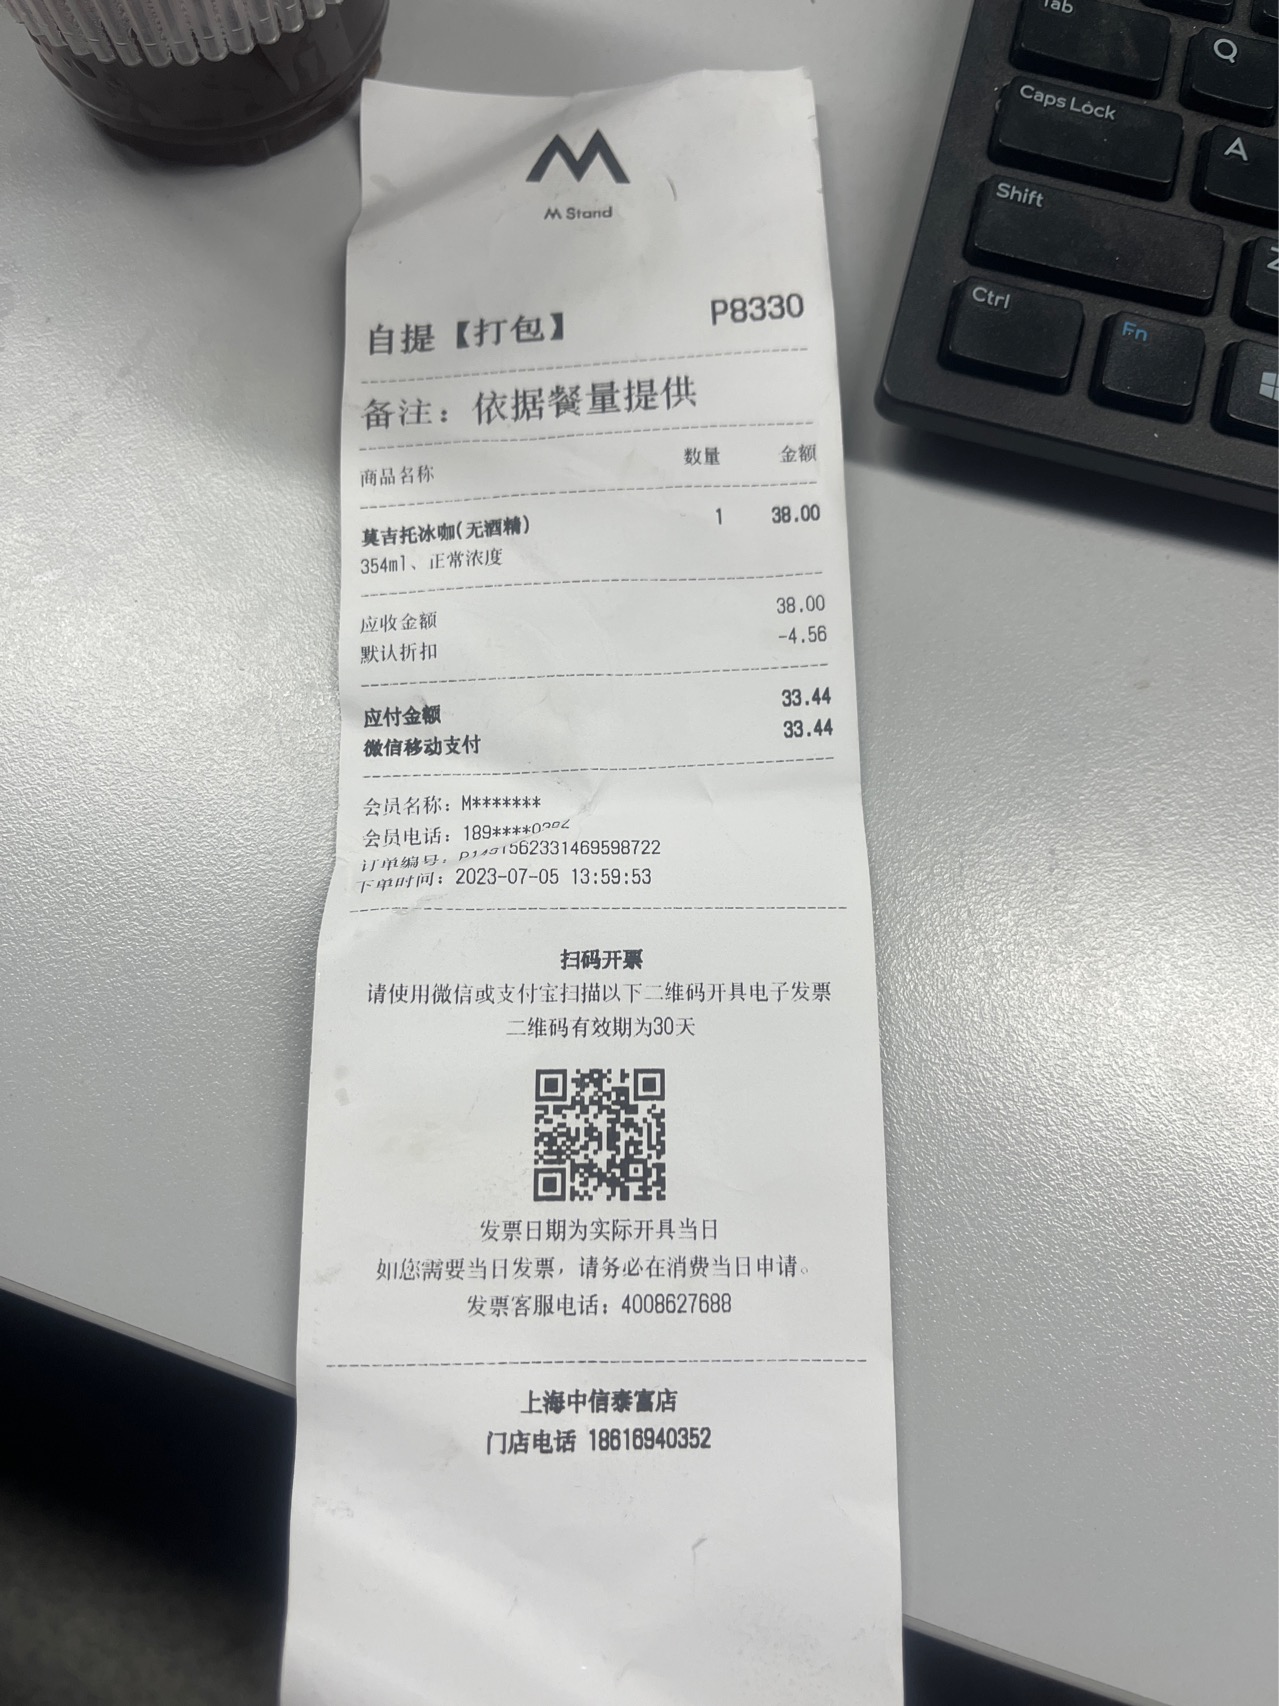 Tab
Q
Caps Lock
A
Shift
Z
Ctrl
Fn
M Stand
自提【打包】 P8330
备注：依据餐量提供
商品名称 数量 金额
莫吉托冰咖(无酒精) 1 38.00
354ml、正常浓度
应收金额 38.00
默认折扣 -4.56
应付金额 33.44
微信移动支付 33.44
会员名称：M*******
会员电话：
订单编号：
下单时间：2023-07-05 13:59:53
扫码开票
请使用微信或支付宝扫描以下二维码开具电子发票
二维码有效期为30天
发票日期为实际开具当日
如您需要当日发票，请务必在消费当日申请。
发票客服电话：4008627688
上海中信泰富店
门店电话 18616940352